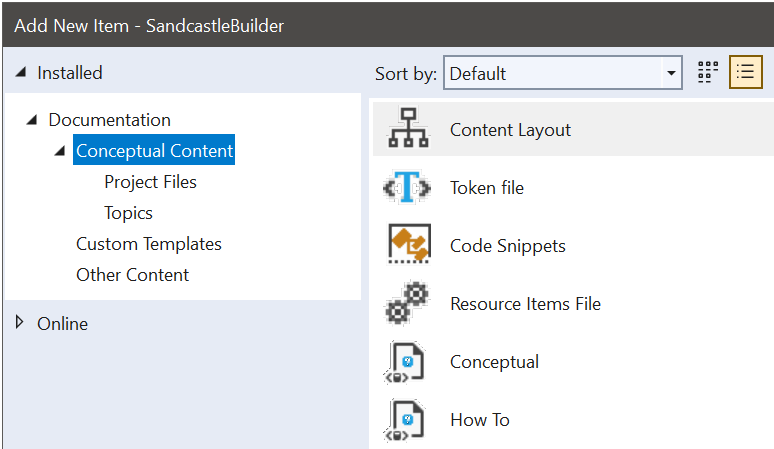 Add New Item - SandcastleBuilder
Installed
Sort by: Default
Documentation
Conceptual Content
Project Files
Topics
Custom Templates
Other Content
Online
Content Layout
Token file
Code Snippets
Resource Items File
Conceptual
How To